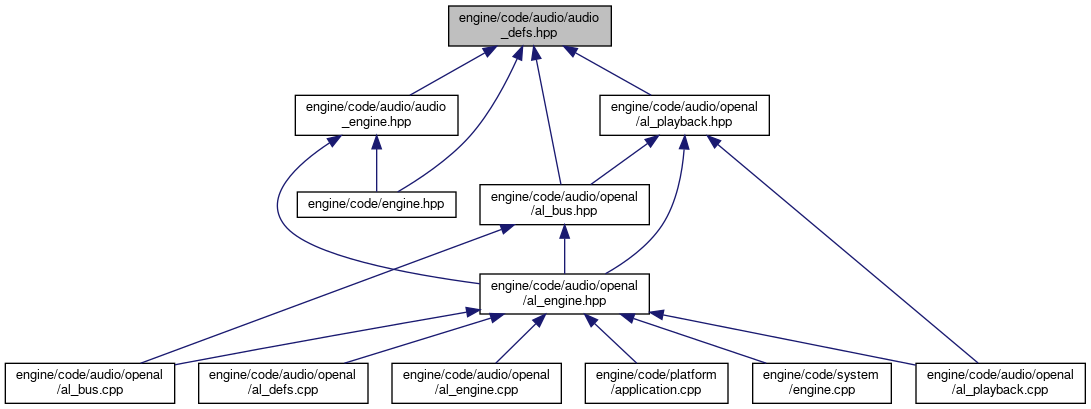 engine/code/audio/audio
_defs.hpp
engine/code/audio/audio
_engine.hpp
engine/code/audio/openal
/al_playback.hpp
engine/code/engine.hpp
engine/code/audio/openal
/al_bus.hpp
engine/code/audio/openal
/al_engine.hpp
engine/code/audio/openal
/al_bus.cpp
engine/code/audio/openal
/al_defs.cpp
engine/code/audio/openal
/al_engine.cpp
engine/code/platform
/application.cpp
engine/code/system
/engine.cpp
engine/code/audio/openal
/al_playback.cpp